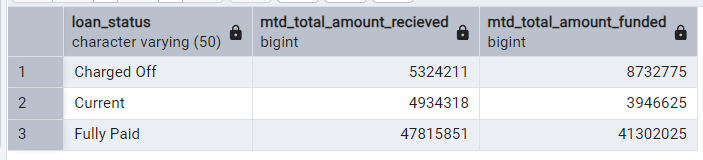 loan_status mtd_total_amount_recieved mtd_total_amount_funded
character varying (50) bigint bigint
1 Charged Off 5324211 8732775
2 Current 4934318 3946625
3 Fully Paid 47815851 41302025